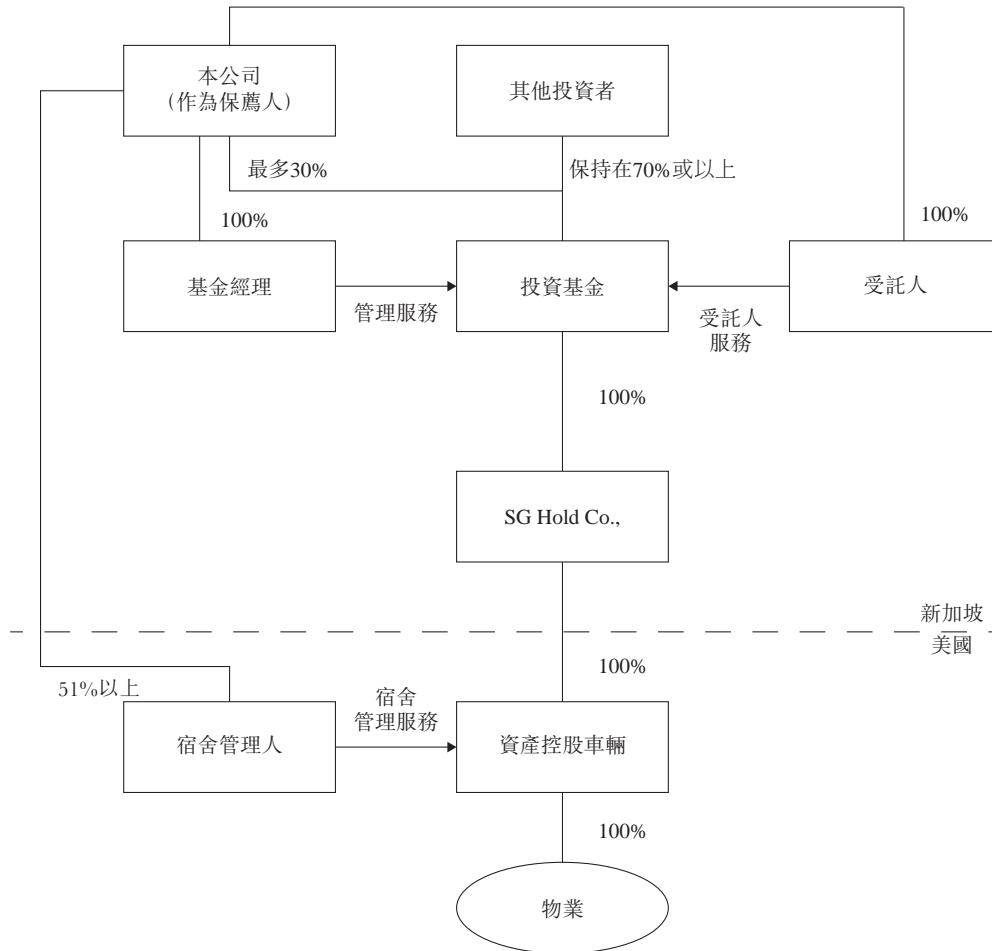 本公司
(作為保薦人)
其他投資者
最多30%
保持在70%或以上
100%
100%
基金經理
管理服務
投資基金
受託人
服務
受託人
100%
SG Hold Co.,
新加坡
美國
100%
51%以上
宿舍
管理服務
宿舍管理人
資產控股車輛
100%
物業